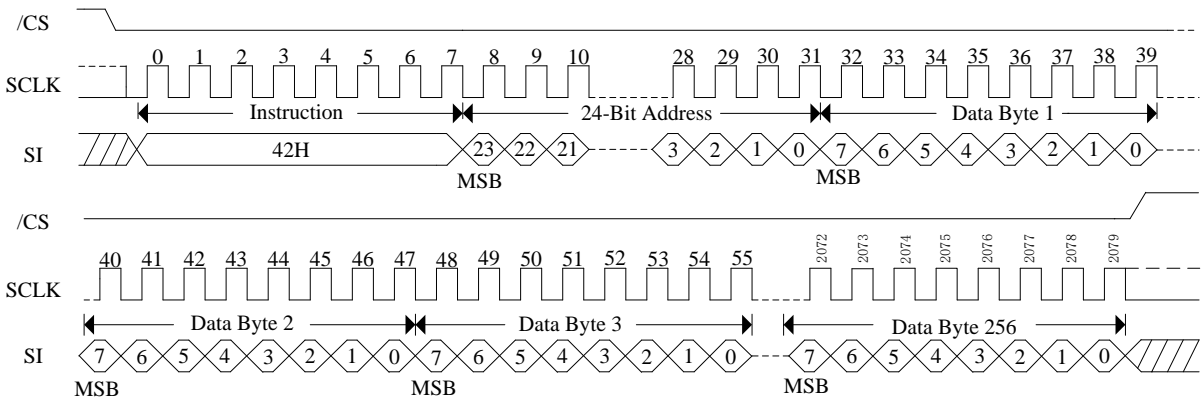 /CS
0 1 2 3 4 5 6 7 8 9 10 28 29 30 31 32 33 34 35 36 37 38 39
SCLK
Instruction 24-Bit Address Data Byte 1
SI 42H 23 22 21 3 2 1 0 7 6 5 4 3 2 1 0
MSB MSB
/CS
40 41 42 43 44 45 46 47 48 49 50 51 52 53 54 55 2072 2073 2074 2075 2076 2077 2078 2079
SCLK
Data Byte 2 Data Byte 3 Data Byte 256
SI 7 6 5 4 3 2 1 0 7 6 5 4 3 2 1 0 7 6 5 4 3 2 1 0
MSB MSB MSB